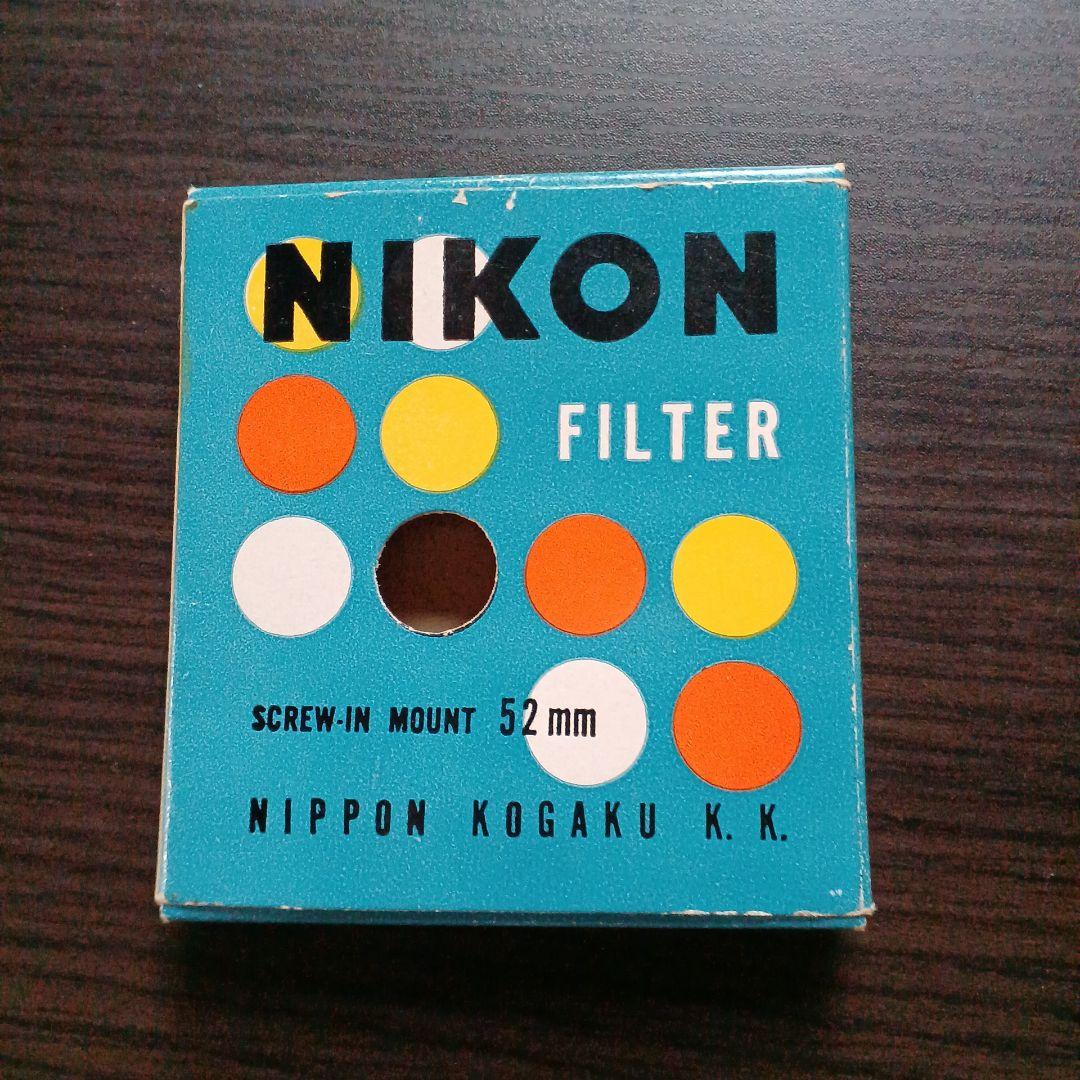 NIKON
FILTER
SCREW-IN MOUNT 52mm
NIPPON KOGAKU K. K.